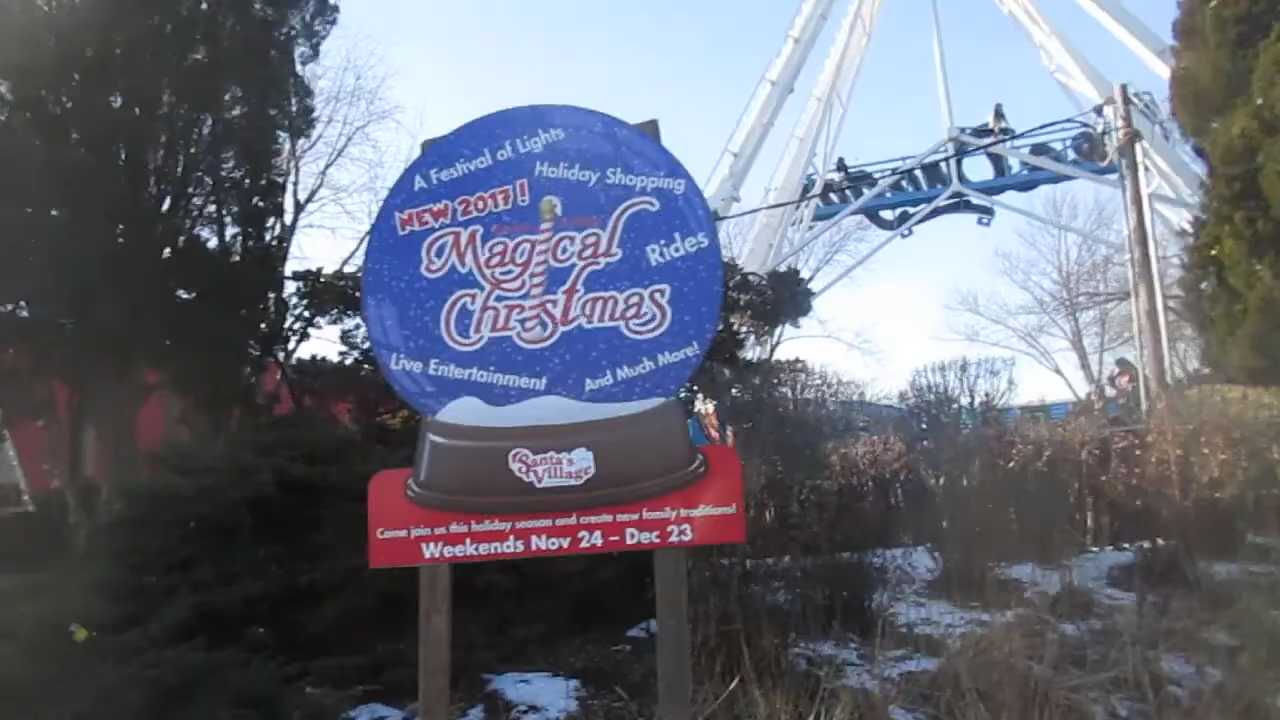 A Festival of Lights
Holiday Shopping
NEW 2017!
Magical
Christmas
Rides
Live Entertainment
And Much More!
Santa's
Village
Come join us this holiday season and create new family traditions!
Weekends Nov 24 – Dec 23